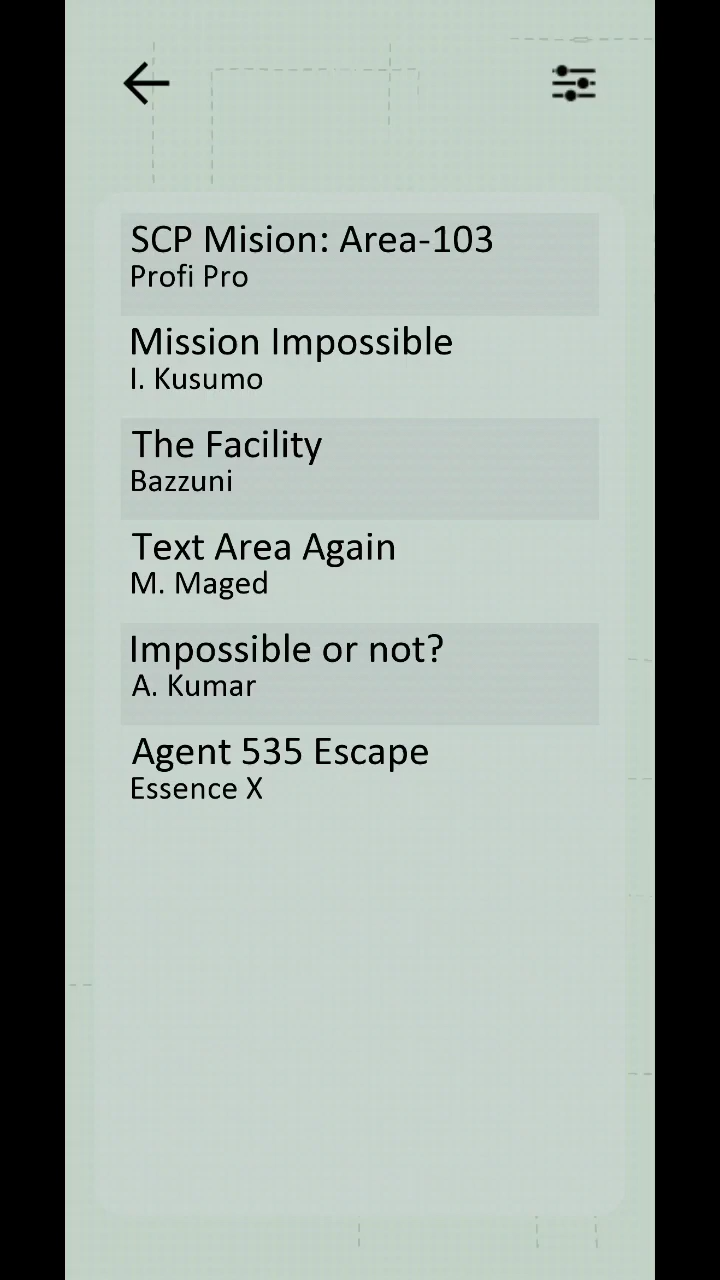 SCP Mision: Area-103
Profi Pro
Mission Impossible
I. Kusumo
The Facility
Bazzuni
Text Area Again
M. Maged
Impossible or not?
A. Kumar
Agent 535 Escape
Essence X